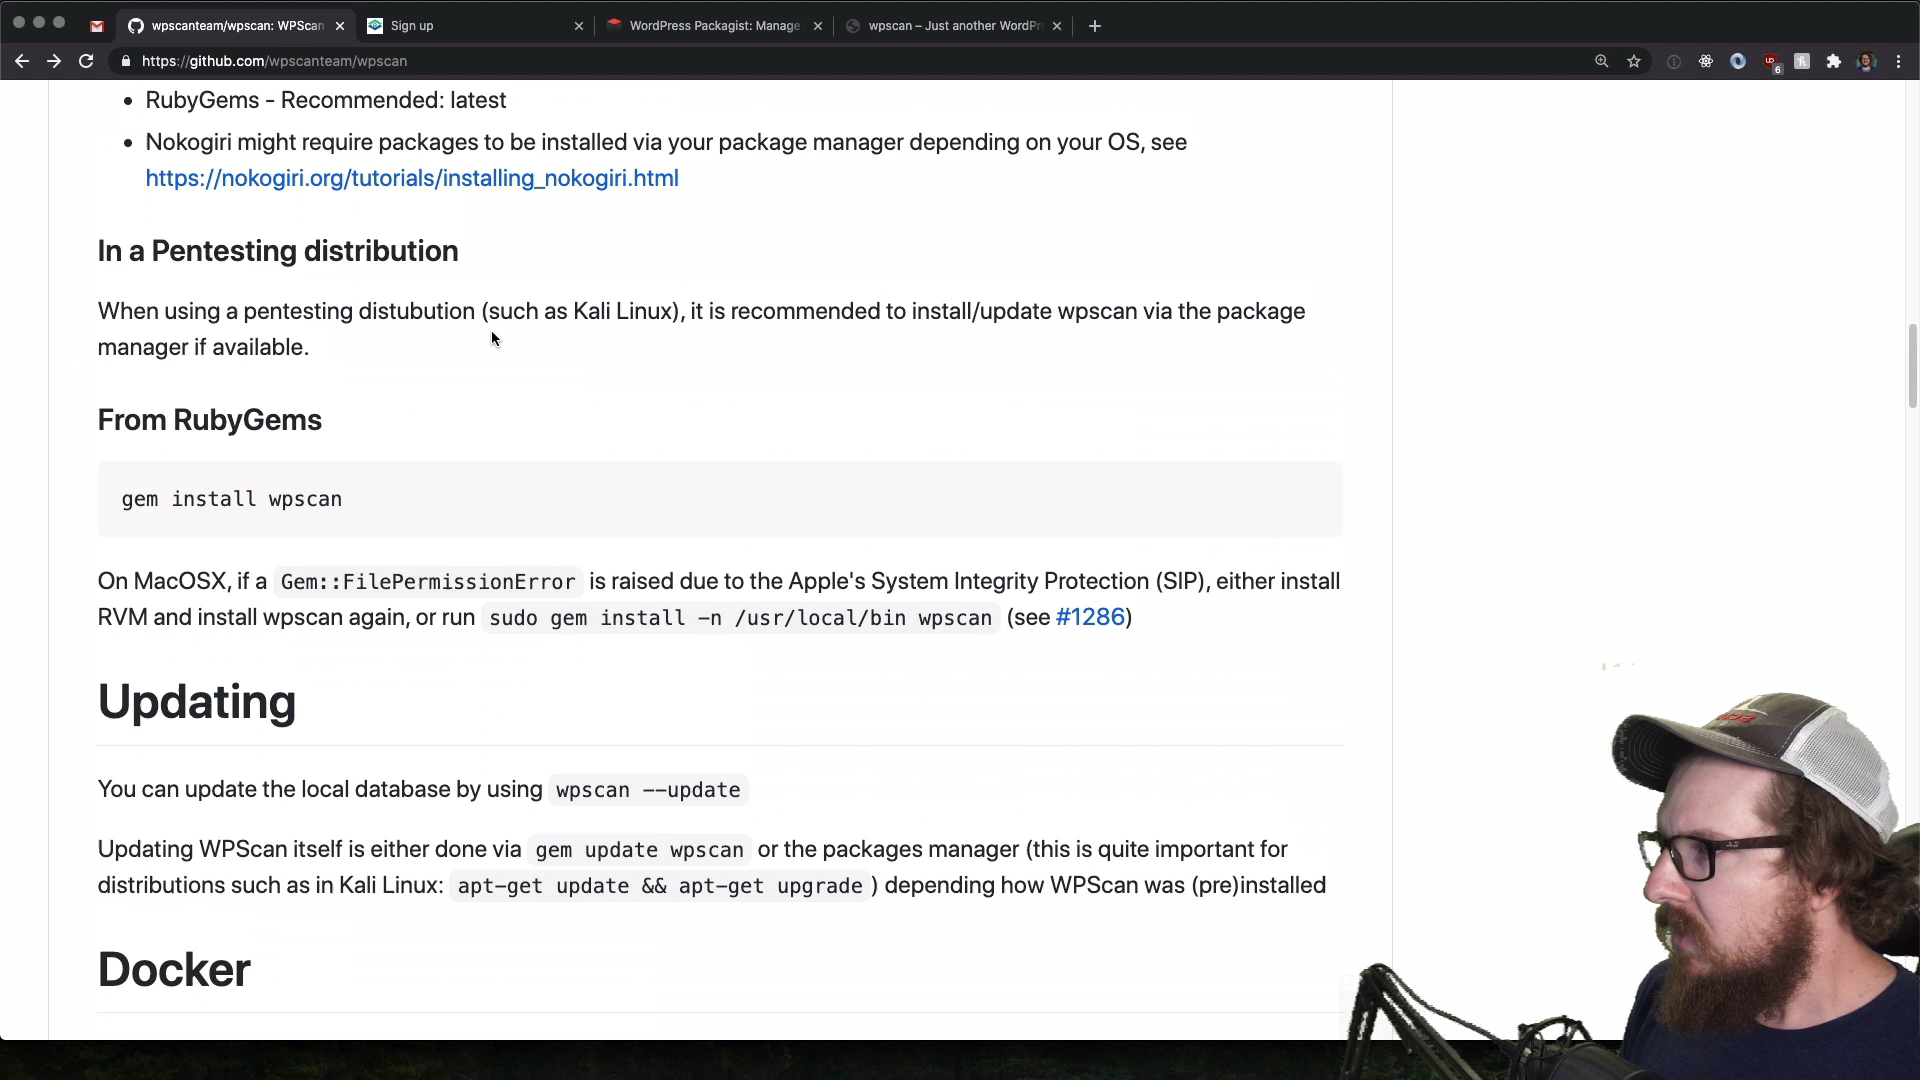 wpscanteam/wpscan: WPScan
Sign up
WordPress Packagist: Manage
wpscan – Just another WordPr
https://github.com/wpscanteam/wpscan
6
• RubyGems - Recommended: latest
• Nokogiri might require packages to be installed via your package manager depending on your OS, see
https://nokogiri.org/tutorials/installing_nokogiri.html
In a Pentesting distribution
When using a pentesting distubution (such as Kali Linux), it is recommended to install/update wpscan via the package
manager if available.
From RubyGems
gem install wpscan
On MacOSX, if a Gem::FilePermissionError is raised due to the Apple's System Integrity Protection (SIP), either install
RVM and install wpscan again, or run sudo gem install -n /usr/local/bin wpscan (see #1286)
Updating
You can update the local database by using wpscan --update
Updating WPScan itself is either done via gem update wpscan or the packages manager (this is quite important for
distributions such as in Kali Linux: apt-get update && apt-get upgrade ) depending how WPScan was (pre)installed
Docker